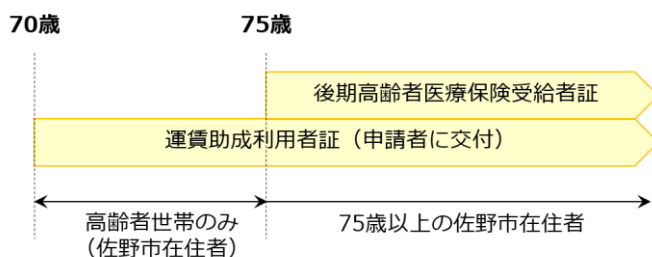 70歳
75歳
後期高齢者医療保険受給者証
運賃助成利用者証（申請者に交付）
高齢者世帯のみ
（佐野市在住者）
75歳以上の佐野市在住者